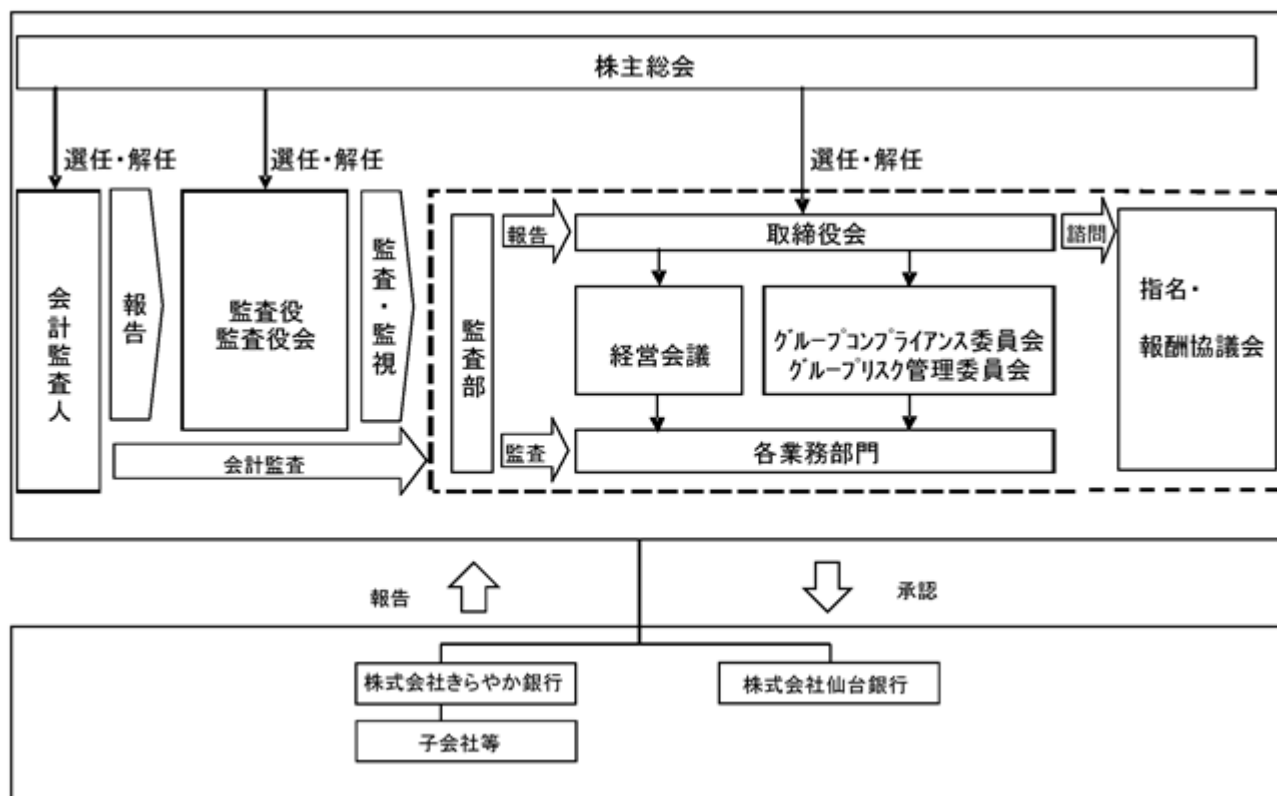 株主総会
選任・解任
選任・解任
選任・解任
会計監査人
報告
監査役
監査役会
監査・監視
監査部
報告
取締役会
諮問
指名・
報酬協議会
経営会議
ｸﾞﾙｰﾌﾟｺﾝﾌﾟﾗｲｱﾝｽ委員会
ｸﾞﾙｰﾌﾟﾘｽｸ管理委員会
監査
各業務部門
会計監査
報告
承認
株式会社きらやか銀行
株式会社仙台銀行
子会社等